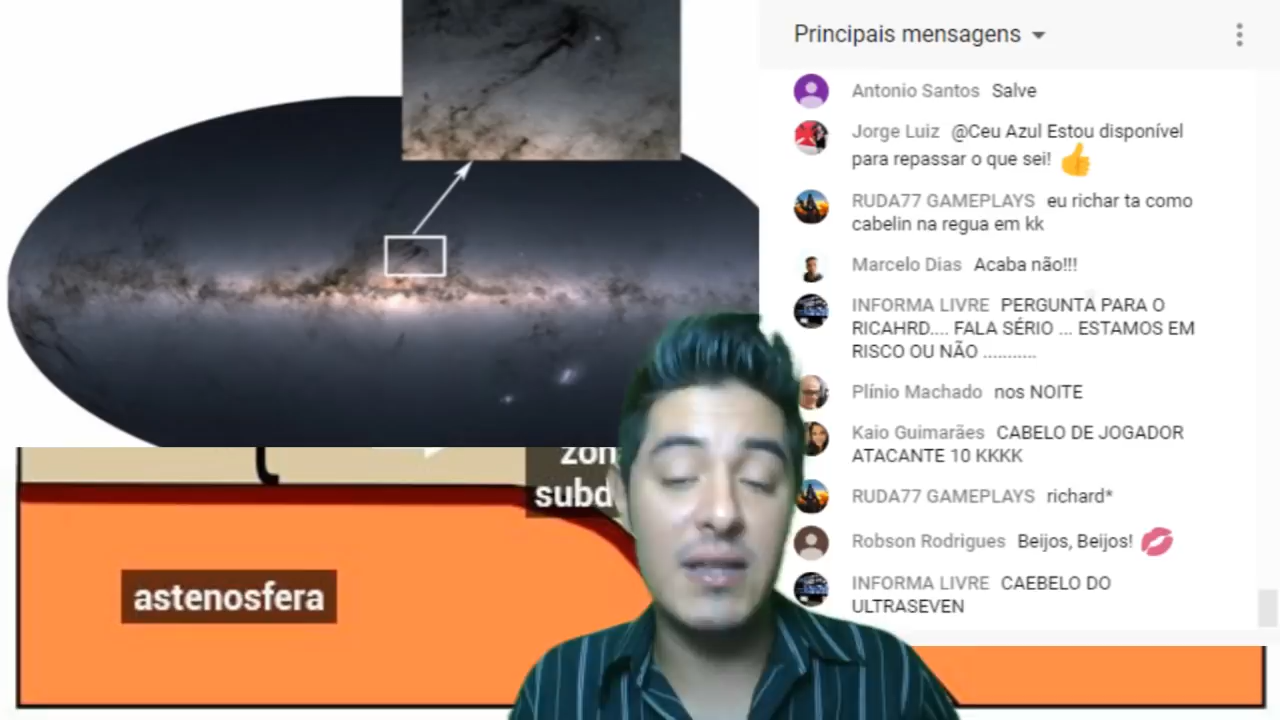 Principais mensagens
Antonio Santos Salve
Jorge Luiz @Ceu Azul Estou disponível
para repassar o que sei!
RUDA77 GAMEPLAYS eu richar ta como
cabelin na regua em kk
Marcelo Dias Acaba não!!!
INFORMA LIVRE PERGUNTA PARA O
RICAHRD.... FALA SÉRIO ... ESTAMOS EM
RISCO OU NÃO ...........
Plínio Machado nos NOITE
Kaio Guimarães CABELO DE JOGADOR
ATACANTE 10 KKKK
RUDA77 GAMEPLAYS richard*
Robson Rodrigues Beijos, Beijos!
INFORMA LIVRE CAEBELO DO
ULTRASEVEN
zon
subd
astenosfera